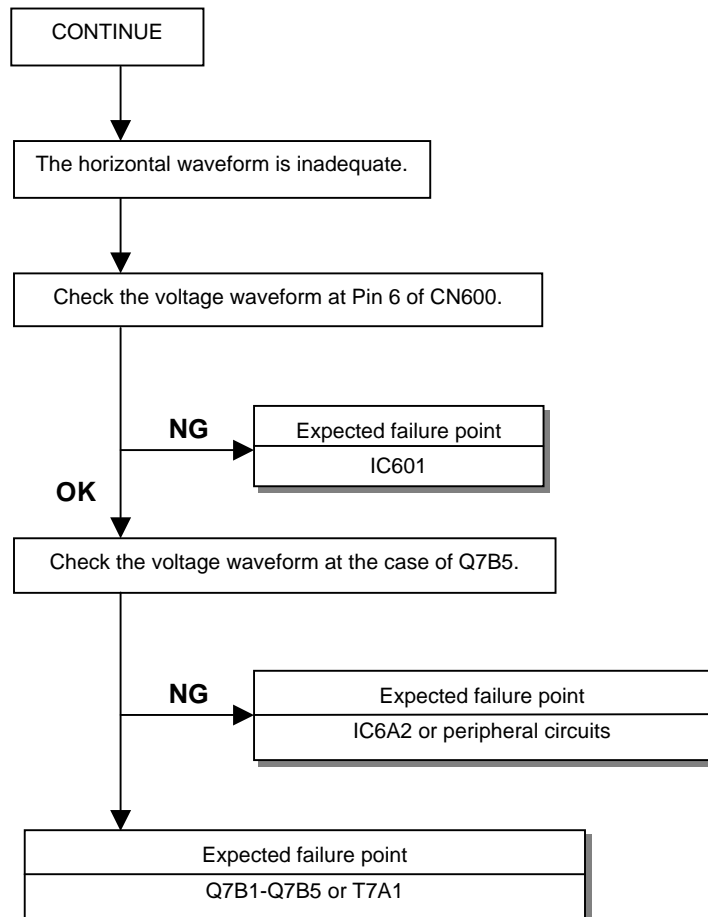 CONTINUE
The horizontal waveform is inadequate.
Check the voltage waveform at Pin 6 of CN600.
NG
Expected failure point
IC601
OK
Check the voltage waveform at the case of Q7B5.
NG
Expected failure point
IC6A2 or peripheral circuits
Expected failure point
Q7B1-Q7B5 or T7A1